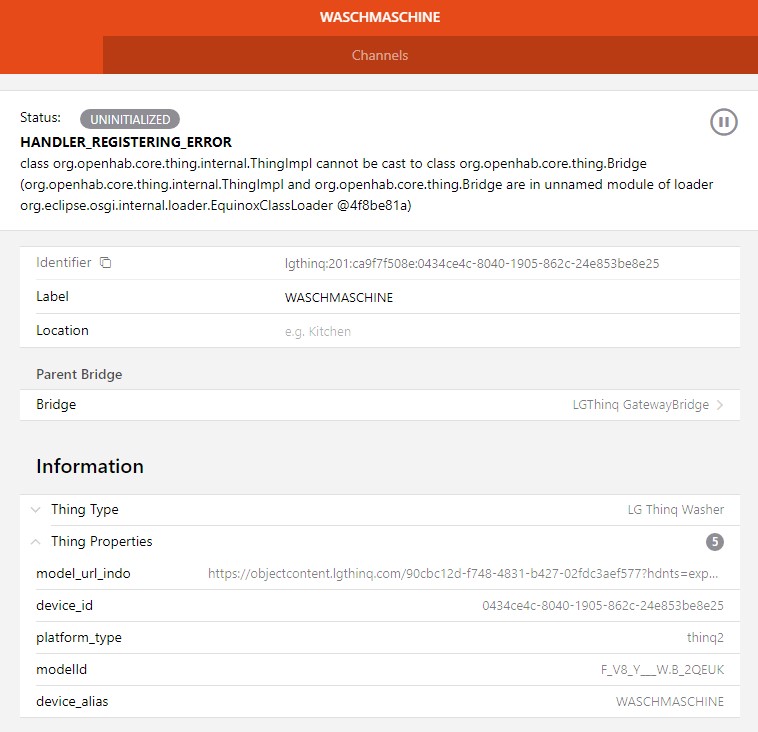 WASCHMASCHINE
Channels
Status: UNINITIALIZED
HANDLER_REGISTERING_ERROR
class org.openhab.core.thing.internal.ThingImpl cannot be cast to class org.openhab.core.thing.Bridge
(org.openhab.core.thing.internal.ThingImpl and org.openhab.core.thing.Bridge are in unnamed module of loader
org.eclipse.osgi.internal.loader.EquinoxClassLoader @4f8be81a)
Identifier lgthinq:201:ca9f7f508e:0434ce4c-8040-1905-862c-24e853be8e25
Label WASCHMASCHINE
Location e.g. Kitchen
Parent Bridge
Bridge LGThinq GatewayBridge
Information
Thing Type LG Thinq Washer
Thing Properties 5
model_url_indo https://objectcontent.lgthinq.com/90cbc12d-f748-4831-b427-02fdc3aef577?hdnts=exp...
device_id 0434ce4c-8040-1905-862c-24e853be8e25
platform_type thinq2
modelId F_V8_Y___W.B_2QEUK
device_alias WASCHMASCHINE